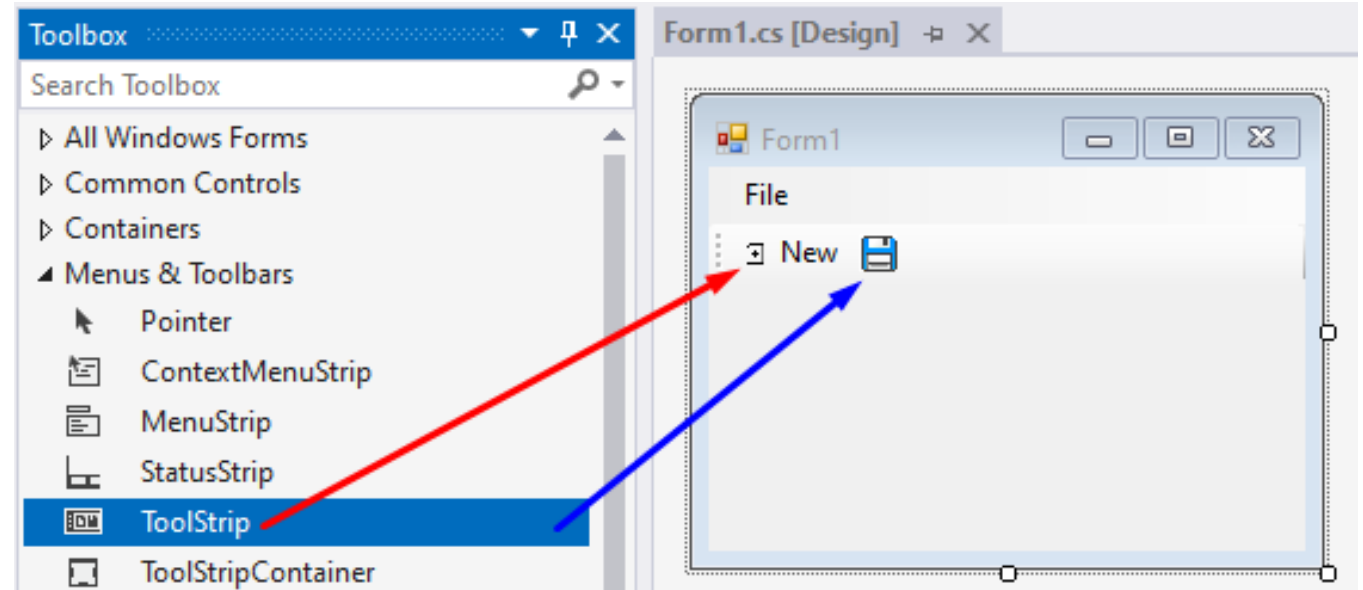 Toolbox
Search Toolbox
All Windows Forms
Common Controls
Containers
Menus & Toolbars
Pointer
ContextMenuStrip
MenuStrip
StatusStrip
ToolStrip
ToolStripContainer
Form1.cs [Design]
Form1
File
New